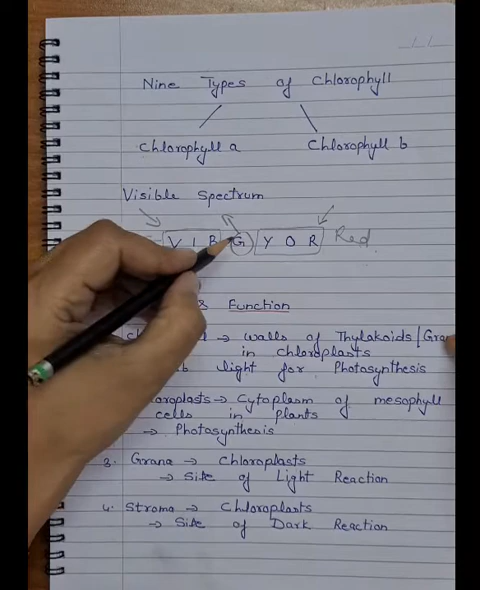 Nine Types of Chlorophyll
Chlorophyll a Chlorophyll b
Visible Spectrum
V I B G Y O R Red
Function
→ Walls of Thylakoids/Gran
in chloroplasts
light for Photosynthesis
→ Cytoplasm of mesophyll
cells in plants
→ Photosynthesis
3. Grana → Chloroplasts
→ Site of Light Reaction
4. Stroma → Chloroplasts
→ Site of Dark Reaction